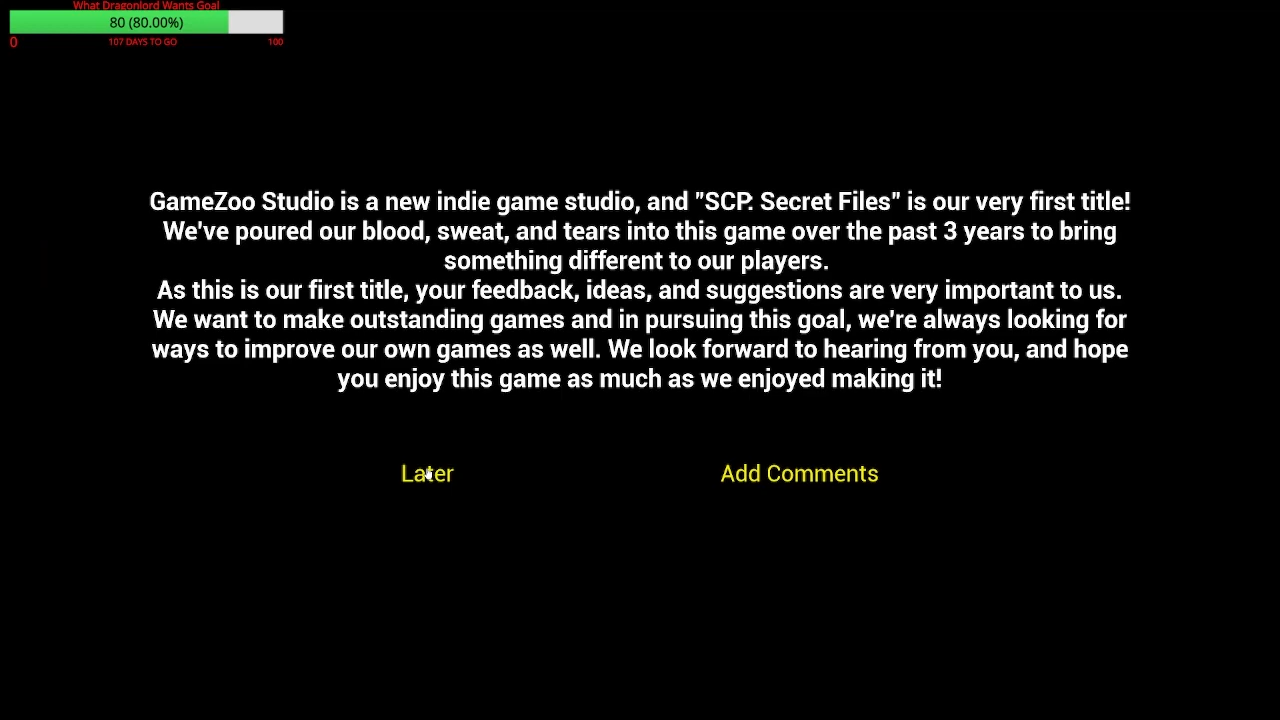 What Dragonlord Wants Goal
80 (80.00%)
0 107 DAYS TO GO 100
GameZoo Studio is a new indie game studio, and "SCP: Secret Files" is our very first title!
We've poured our blood, sweat, and tears into this game over the past 3 years to bring
something different to our players.
As this is our first title, your feedback, ideas, and suggestions are very important to us.
We want to make outstanding games and in pursuing this goal, we're always looking for
ways to improve our own games as well. We look forward to hearing from you, and hope
you enjoy this game as much as we enjoyed making it!
Later Add Comments